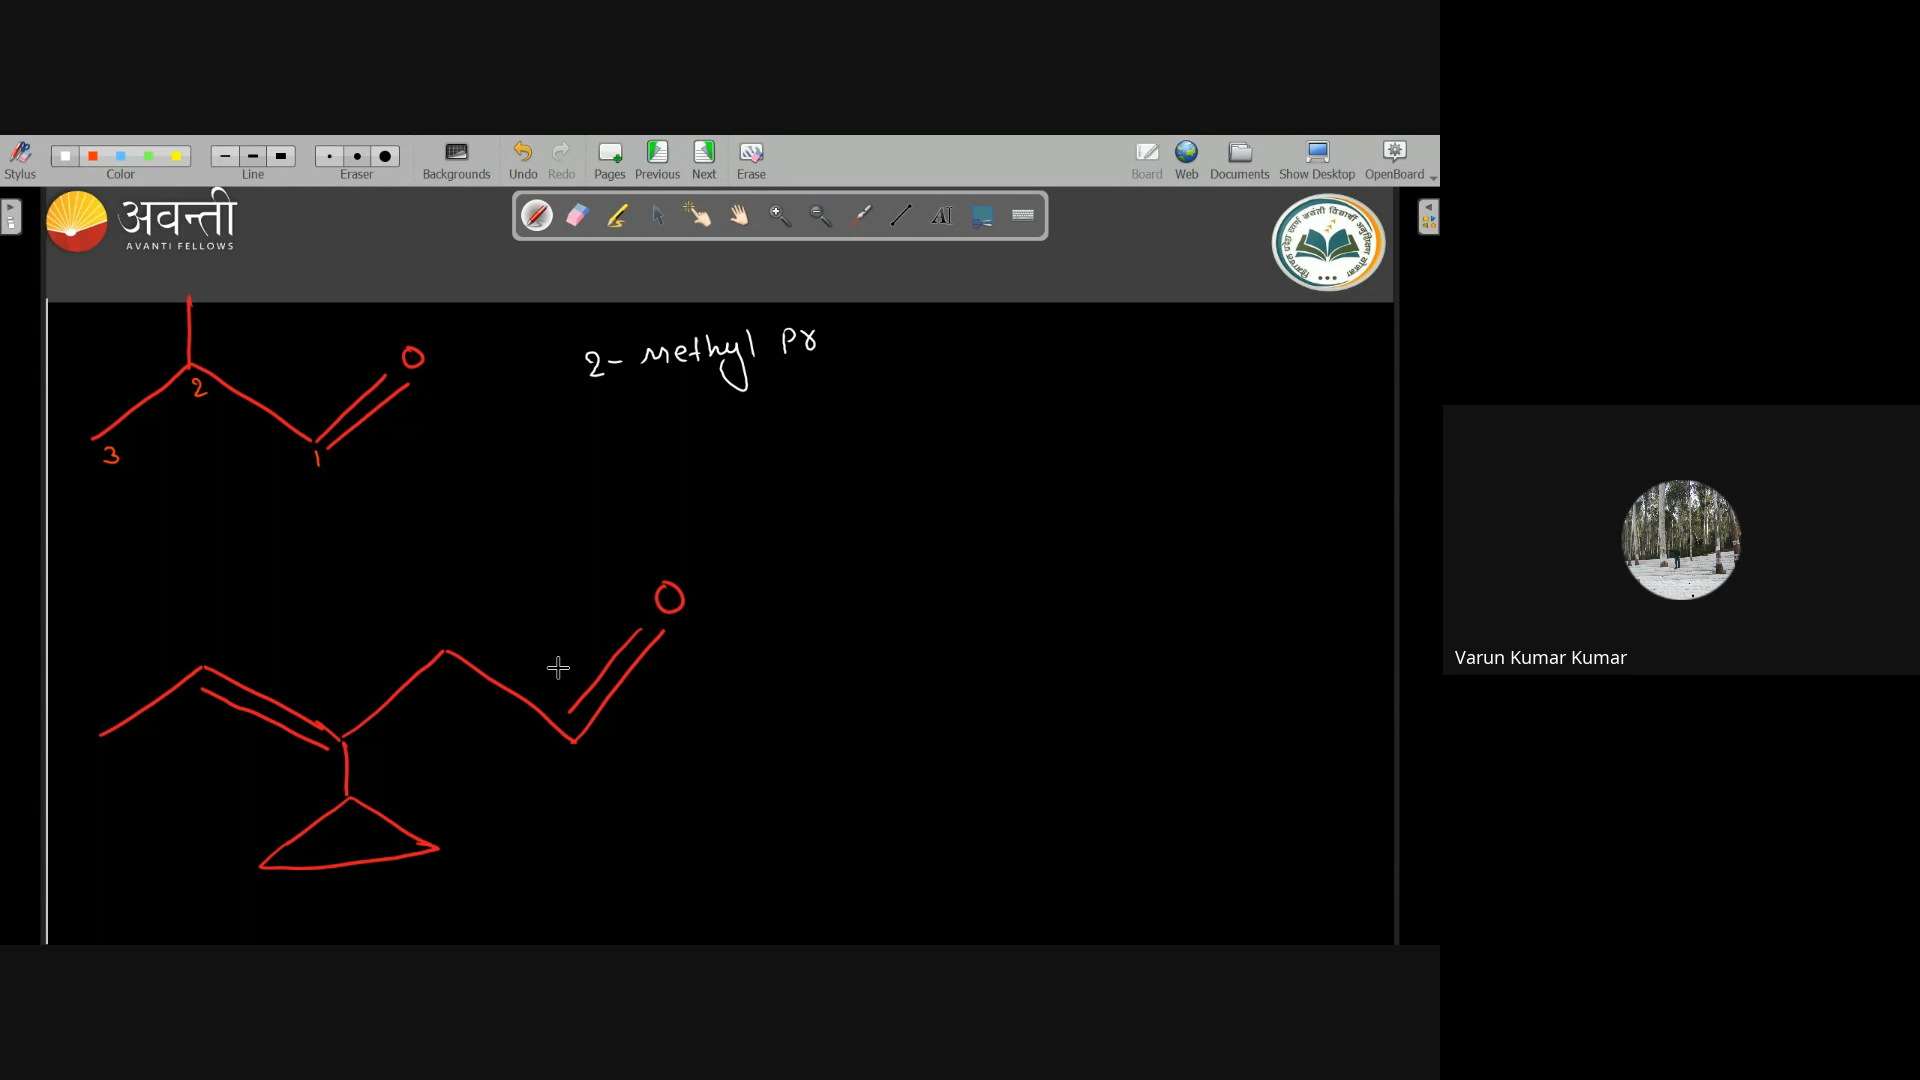 Stylus
Color
Line
Eraser
Backgrounds
Undo
Redo
Pages
Previous
Next
Erase
Board
Web
Documents
Show Desktop
OpenBoard
अवन्ती
AVANTI FELLOWS
O
2- Methyl Pr
2
3
1
O
Varun Kumar Kumar